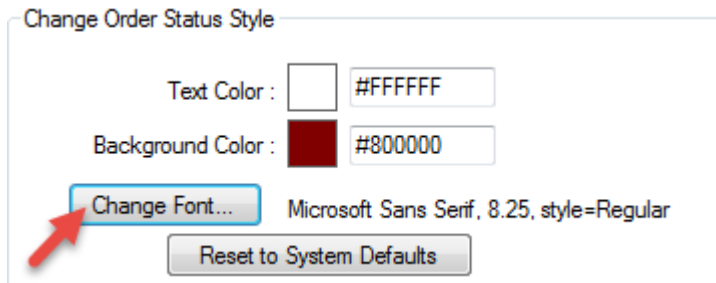 Change Order Status Style
Text Color : #FFFFFF
Background Color : #800000
Change Font... Microsoft Sans Serif, 8.25, style=Regular
Reset to System Defaults